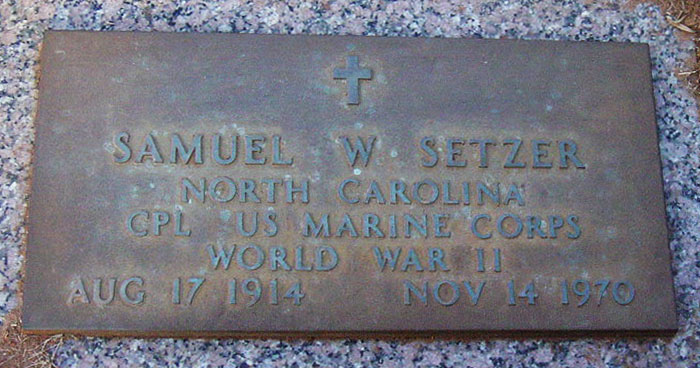 SAMUEL W SETZER
NORTH CAROLINA
CPL US MARINE CORPS
WORLD WAR II
AUG 17 1914 NOV 14 1970